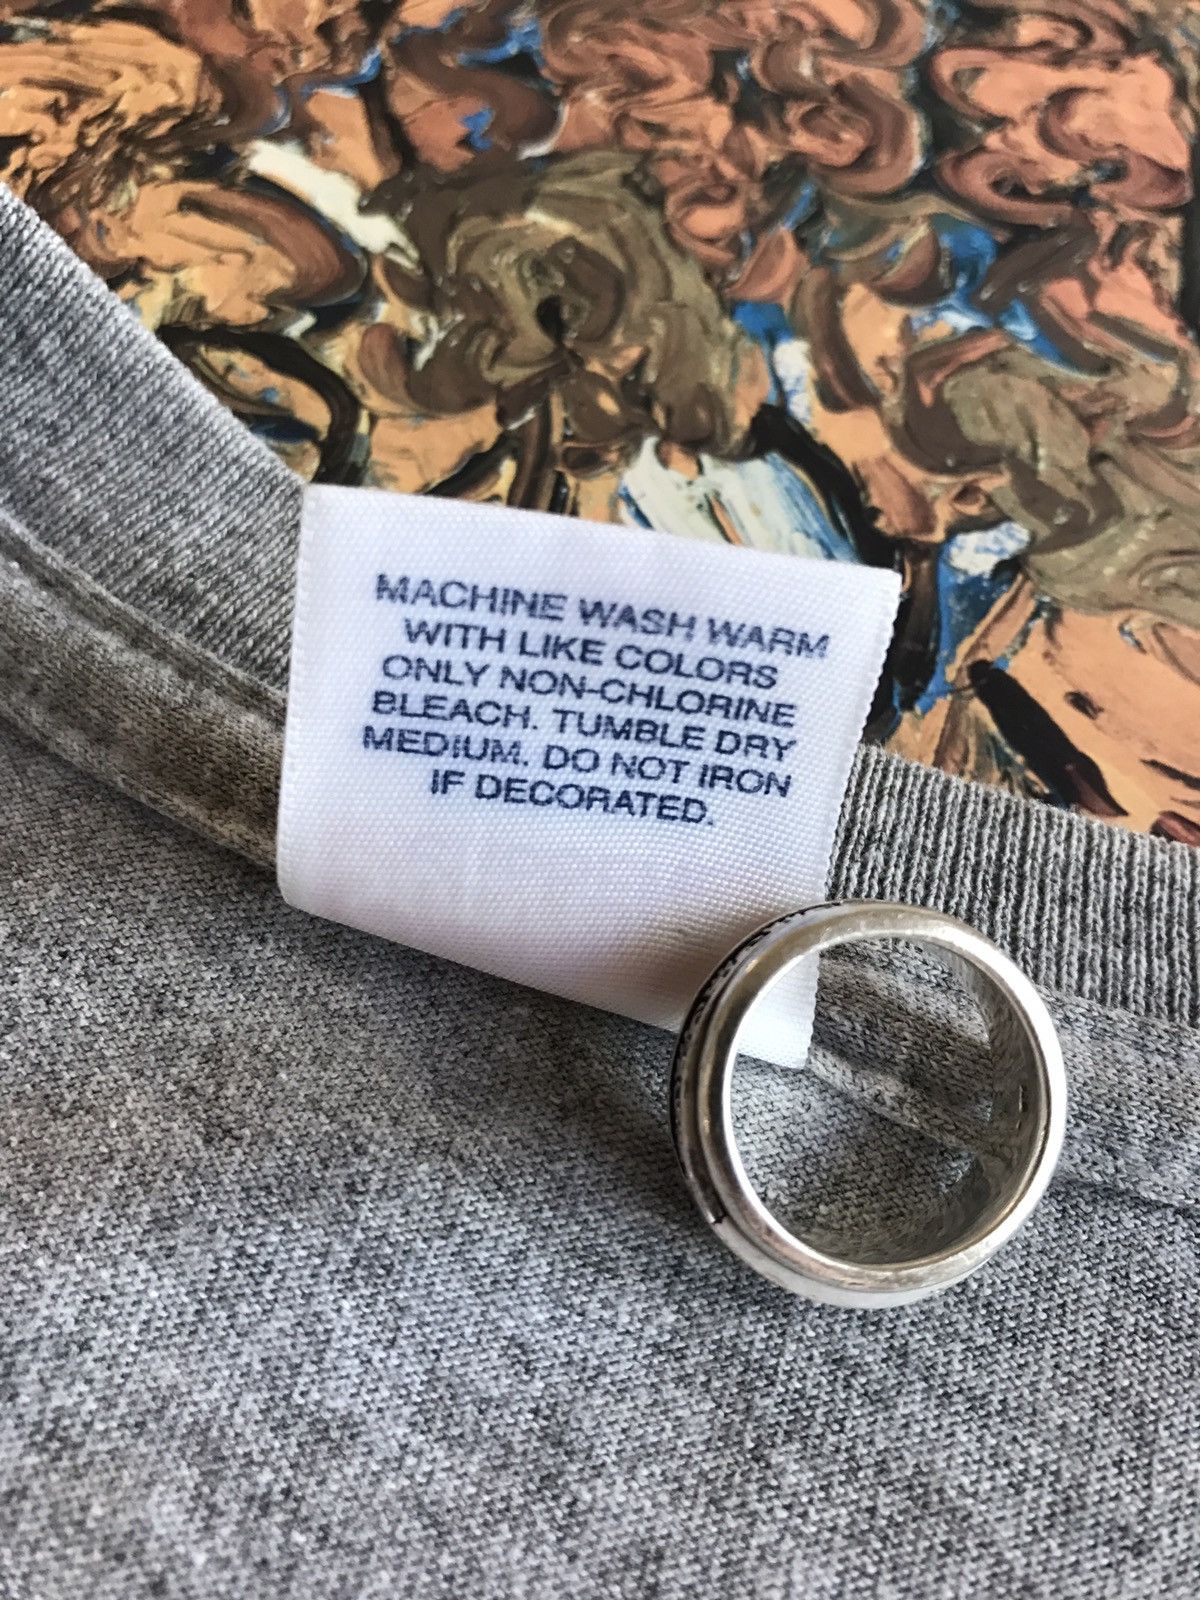 MACHINE WASH WARM
WITH LIKE COLORS
ONLY NON-CHLORINE
BLEACH. TUMBLE DRY
MEDIUM. DO NOT IRON
IF DECORATED.